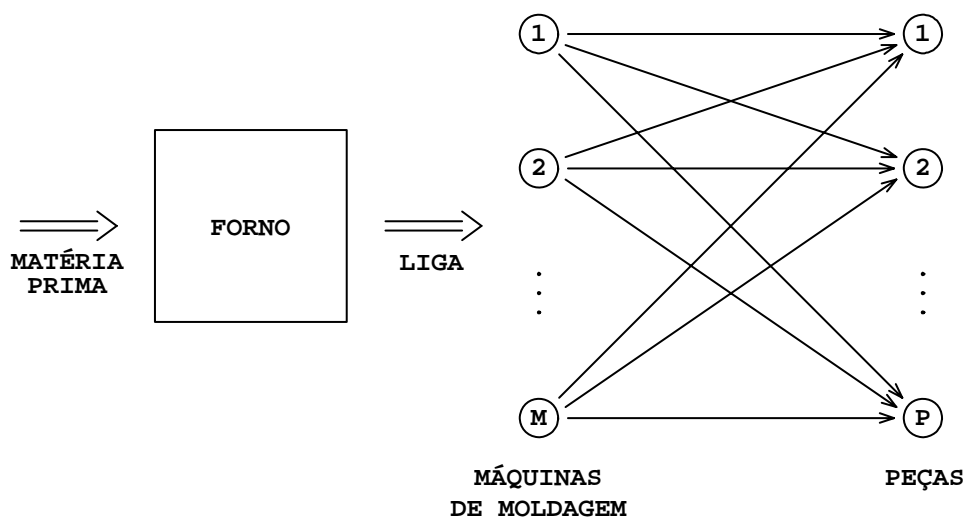 1
1
2
2
FORNO
MATÉRIA
PRIMA
LIGA
M
P
MÁQUINAS
DE MOLDAGEM
PEÇAS